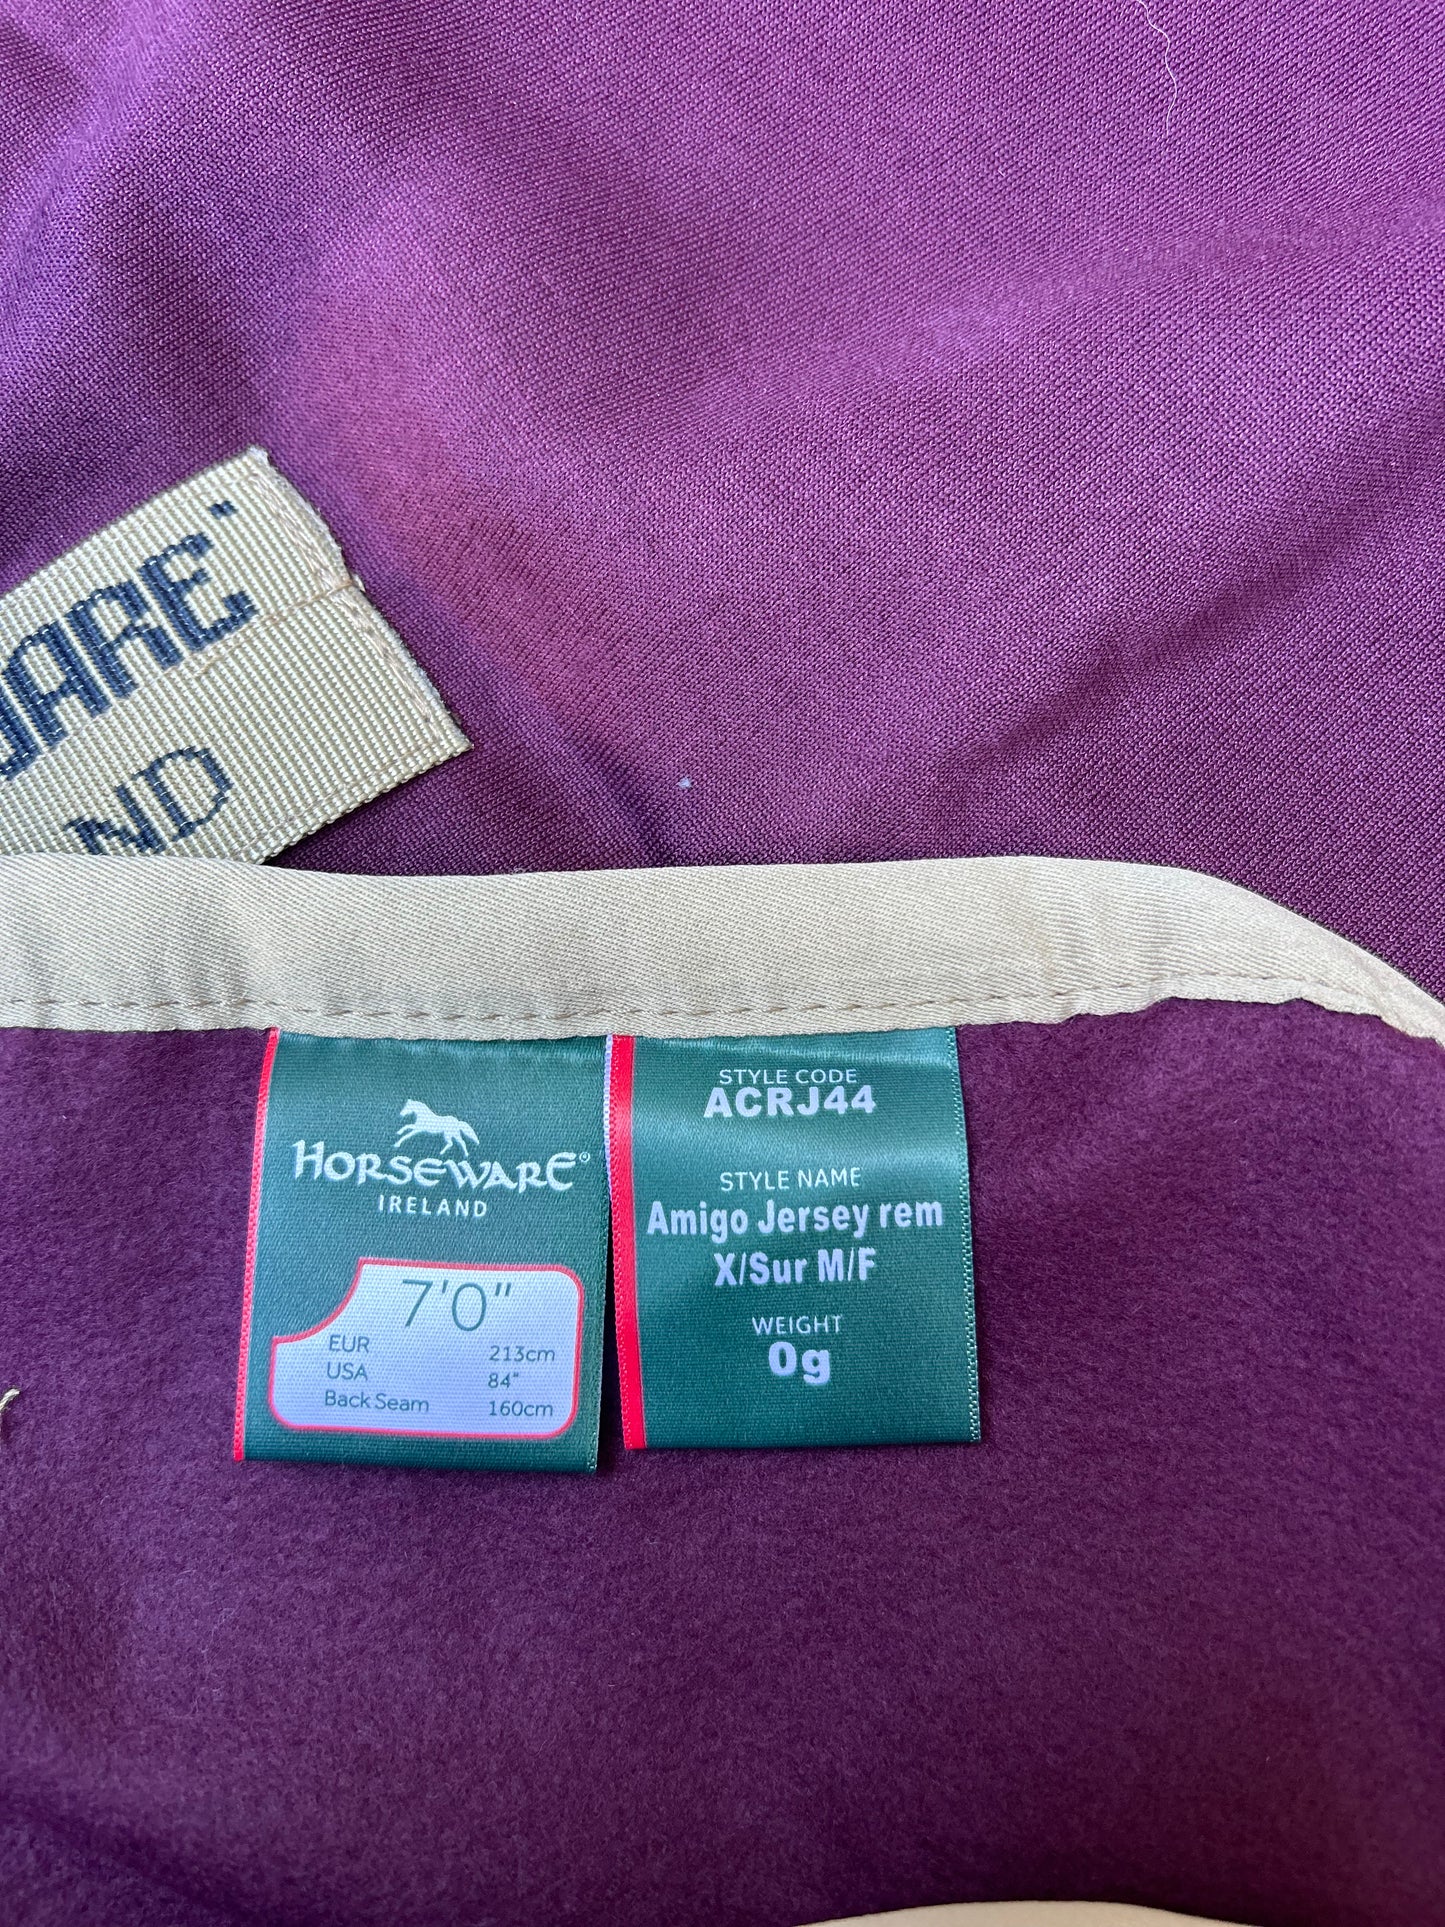 ND
HORSEWARE®
IRELAND
7'0"
EUR 213cm
USA 84"
Back Seam 160cm
STYLE CODE
ACRJ44
STYLE NAME
Amigo Jersey rem
X/Sur M/F
WEIGHT
0g